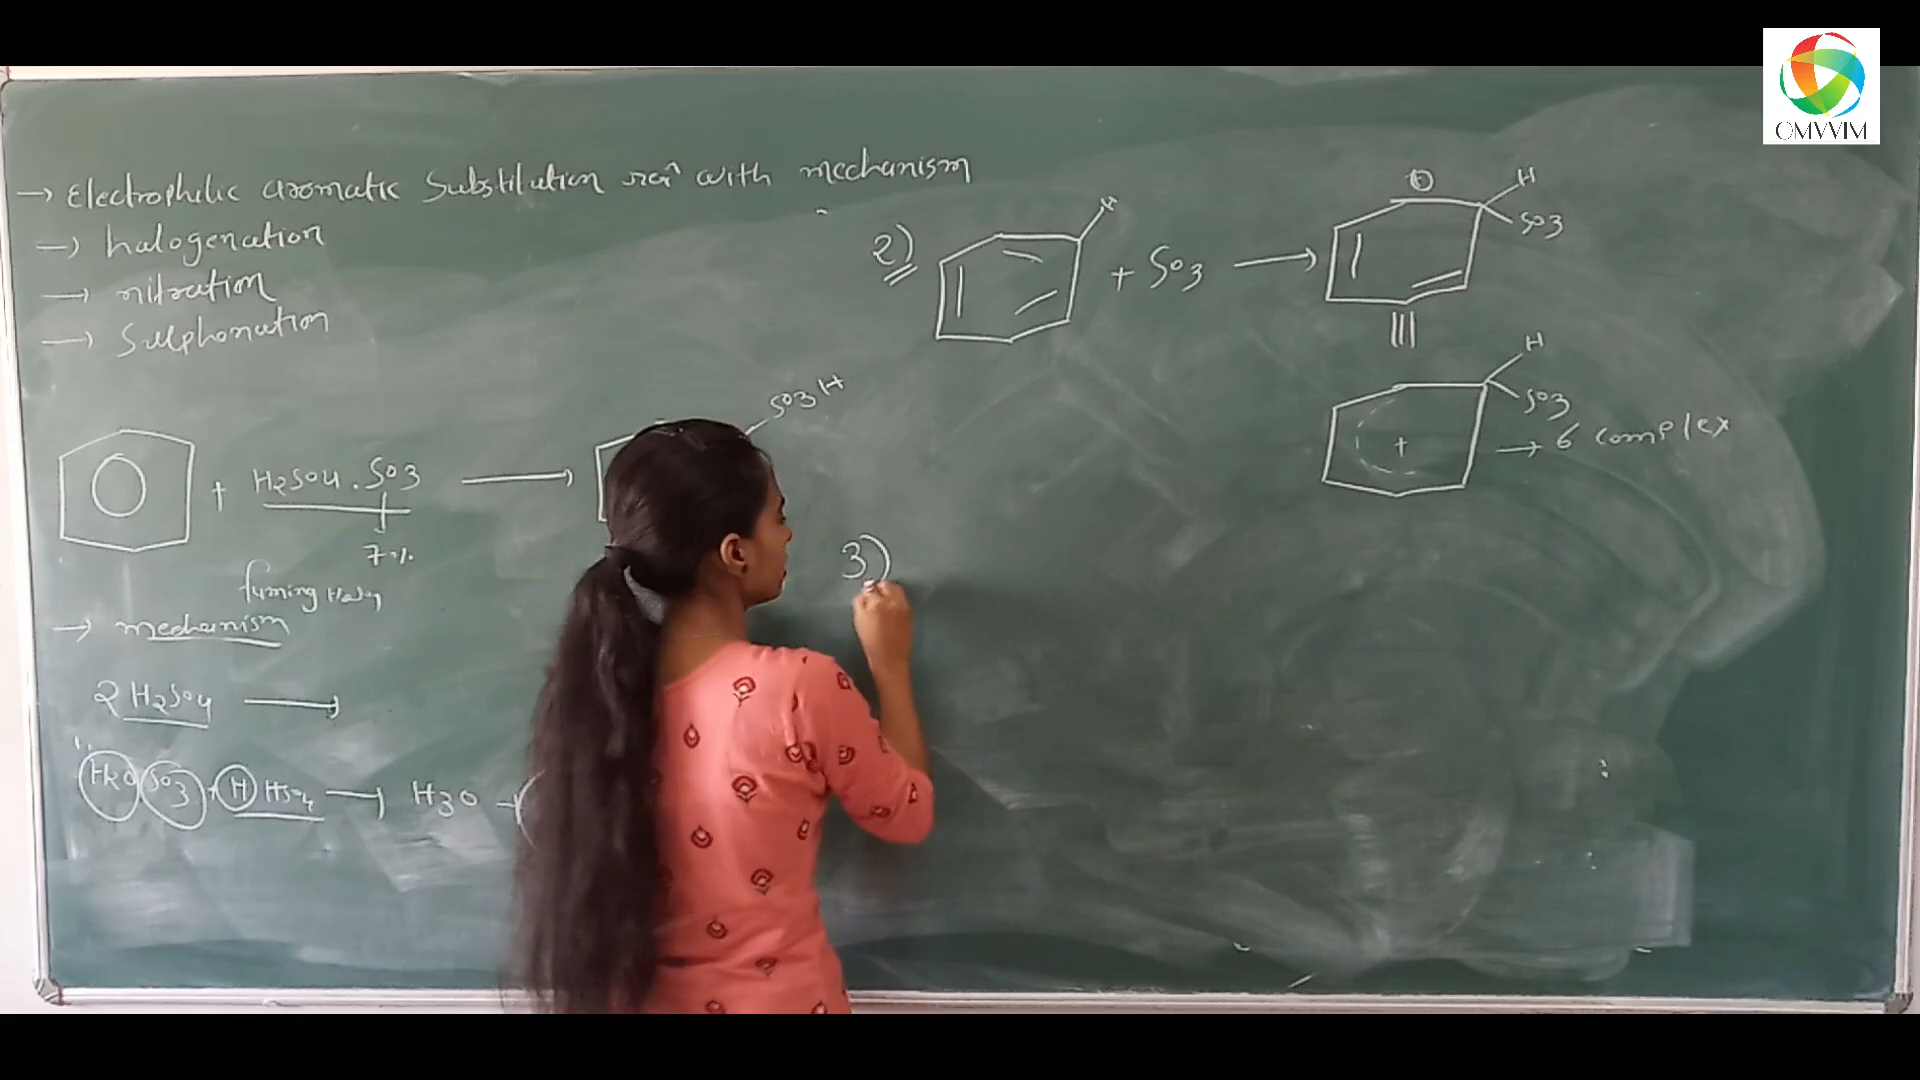 → Electrophilic aromatic Substitution rxn with mechanism
→ halogenation
→ nitration
→ Sulphonation
+ H2SO4 . SO3 → SO3H
7%
fuming
→ mechanism
2 H2SO4 →
H2O SO3 + H HSO4 → H3O +
2) H + SO3 → ⊕ H SO3
H SO3
+ → 6 complex
3)
OMVVIM